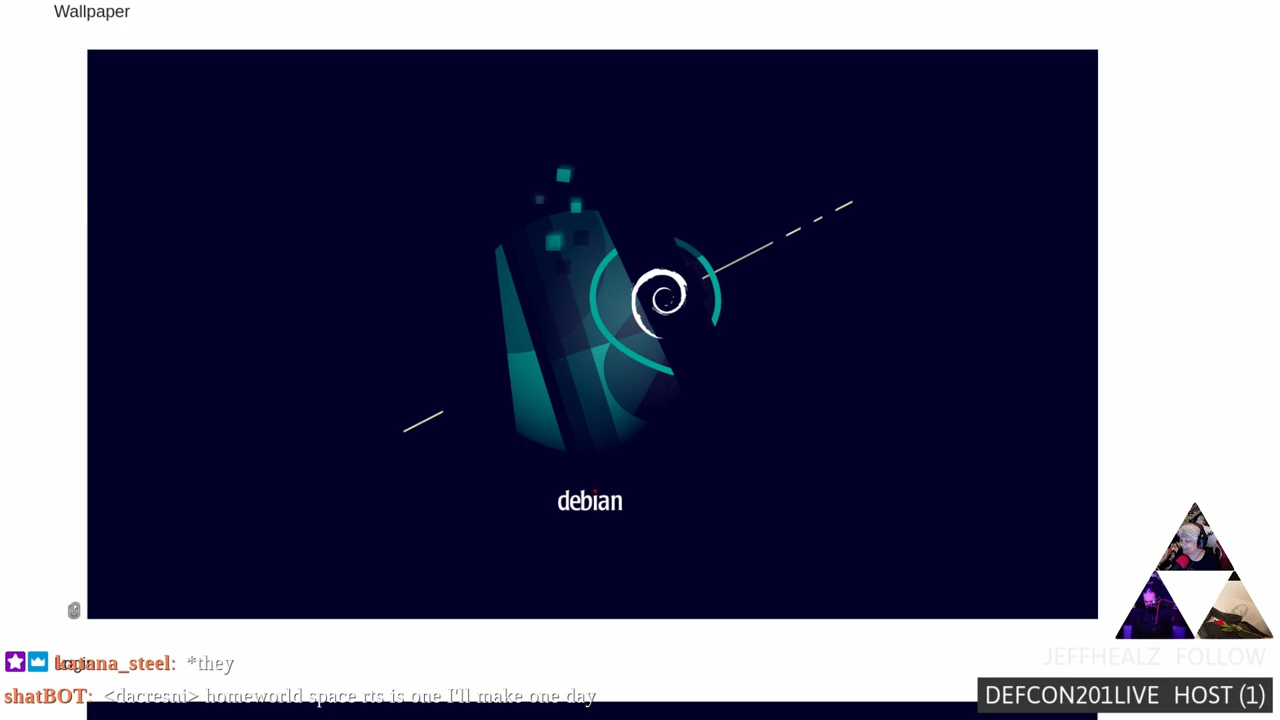 Wallpaper
debian
katana_steel: *they
shatBOT: <dacresni> homeworld space rts is one I'll make one day
JEFFHEALZ FOLLOW
DEFCON201LIVE HOST (1)